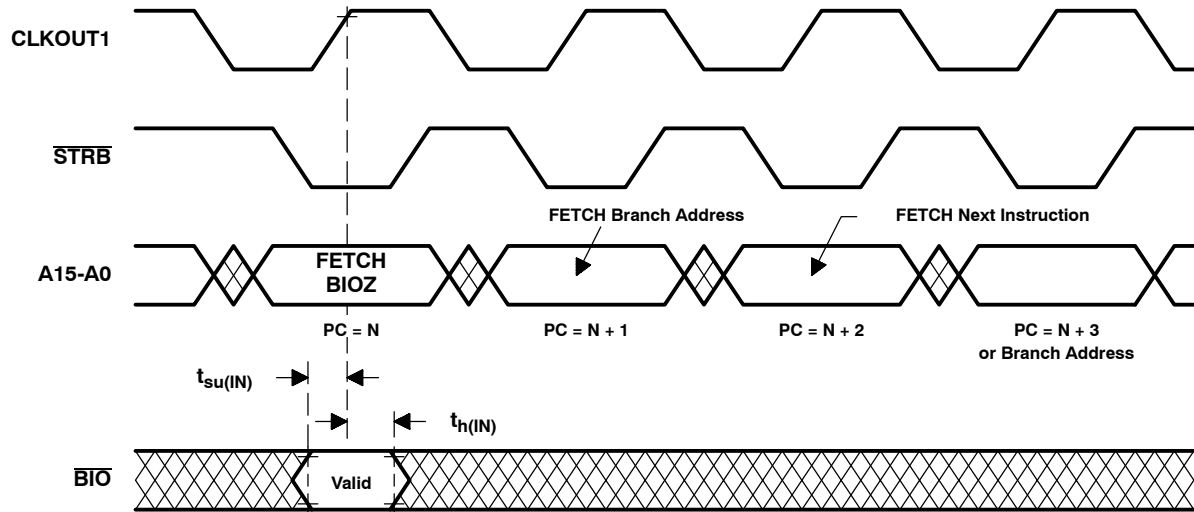 CLKOUT1
STRB
FETCH Branch Address
FETCH Next Instruction
A15-A0
FETCH
BIOZ
PC = N
PC = N + 1
PC = N + 2
PC = N + 3
or Branch Address
tsu(IN)
th(IN)
BIO
Valid